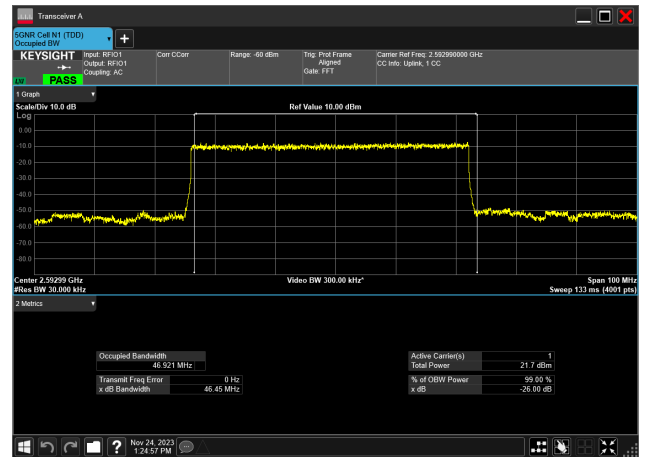 Transceiver A
5GNR Cell N1 (TDD)
Occupied BW
KEYSIGHT
LXI
PASS
Input: RFIO1
Output: RFIO1
Coupling: AC
Corr CCorr
Range: -60 dBm
Trig: Prot Frame
Aligned
Gate: FFT
Carrier Ref Freq: 2.592990000 GHz
CC Info: Uplink, 1 CC
1 Graph
Scale/Div 10.0 dB
Ref Value 10.00 dBm
Log
0.00
-10.0
-20.0
-30.0
-40.0
-50.0
-60.0
-70.0
-80.0
Center 2.59299 GHz
Video BW 300.00 kHz*
Span 100 MHz
#Res BW 30.000 kHz
Sweep 133 ms (4001 pts)
2 Metrics
Occupied Bandwidth
46.921 MHz
Transmit Freq Error 0 Hz
x dB Bandwidth 46.45 MHz
Active Carrier(s) 1
Total Power 21.7 dBm
% of OBW Power 99.00 %
x dB -26.00 dB
?
Nov 24, 2023
1:24:57 PM